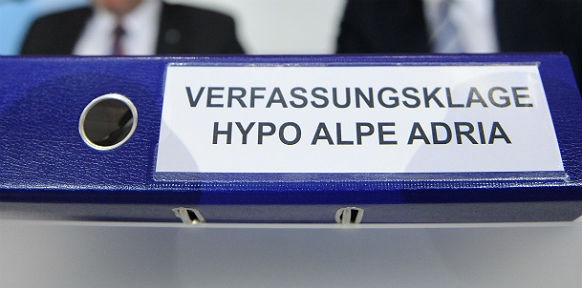 VERFASSUNGSKLAGE
HYPO ALPE ADRIA